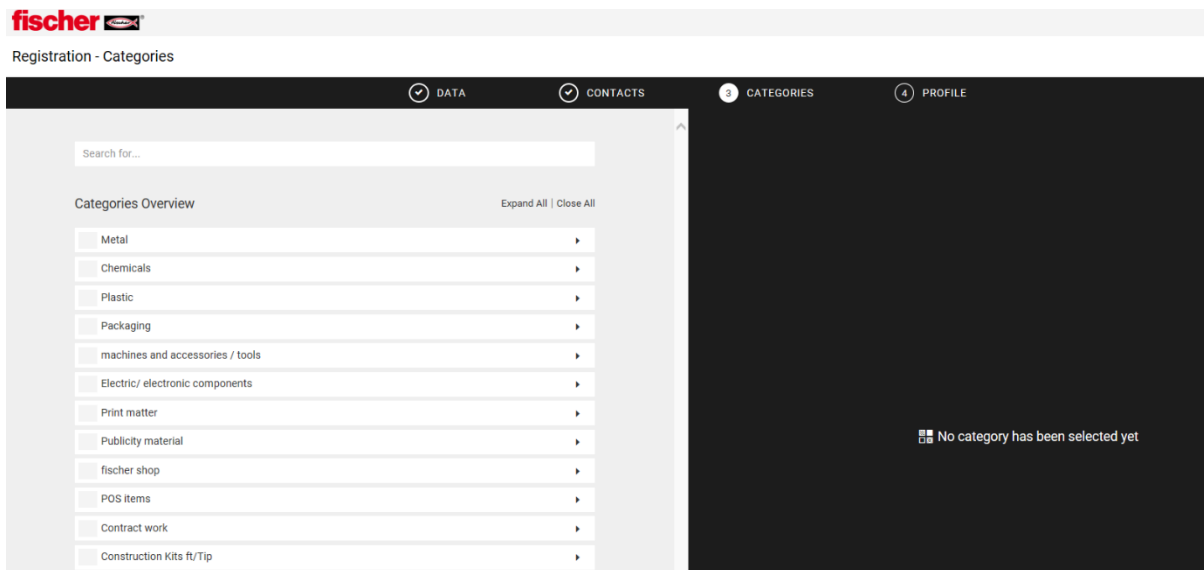 fischer
Registration - Categories
DATA
CONTACTS
3 CATEGORIES
4 PROFILE
Search for...
Categories Overview
Expand All | Close All
Metal
Chemicals
Plastic
Packaging
machines and accessories / tools
Electric/ electronic components
Print matter
Publicity material
fischer shop
POS items
Contract work
Construction Kits ft/Tip
No category has been selected yet